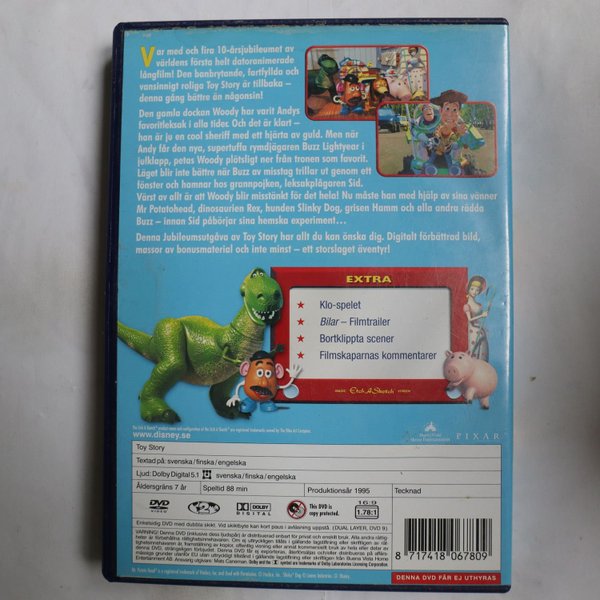 Var med och fira 10-årsjubileumet av
världens första helt datoranimerade
långfilm! Den banbrytande, fartfyllda och
vansinnigt roliga Toy Story är tillbaka –
denna gång bättre än någonsin!
Den gamla dockan Woody har varit Andys
favoritleksak i alla tider. Och det är klart –
han är ju en cool sheriff med ett hjärta av guld. Men när
Andy får den nya, supertuffa rymdjägaren Buzz Lightyear i
julklapp, petas Woody plötsligt ner från tronen som favorit.
Läget blir inte bättre när Buzz av misstag trillar ut genom ett
fönster och hamnar hos grannpojken, leksaksplågaren Sid.
Värst av allt är att Woody blir misstänkt för det hela! Nu måste han med hjälp av sina vänner
Mr Potatohead, dinosaurien Rex, hunden Slinky Dog, grisen Hamm och alla andra rädda
Buzz – innan Sid påbörjar sina hemska experiment...
Denna Jubileumsutgåva av Toy Story har allt du kan önska dig. Digitalt förbättrad bild,
massor av bonusmaterial och inte minst – ett storslaget äventyr!
EXTRA
Klo-spelet
Bilar – Filmtrailer
Bortklippta scener
Filmskaparnas kommentarer
MAGIC Etch A Sketch SCREEN
www.disney.se
PIXAR
Toy Story
Textad på: svenska/finska/engelska
Ljud: Dolby Digital 5.1 svenska/finska/engelska
Åldersgräns 7 år Speltid 88 min Produktionsår 1995 Tecknad
DVD VIDEO 2 DOLBY DIGITAL This DVD is copy protected. 16:9 1.78:1
Enkelsidig DVD med dubbla skikt. Vid skiktbyte kan kort paus i avläsning uppstå. (DUAL LAYER, DVD 9).
8 717418 067809
DENNA DVD FÅR EJ UTHYRAS